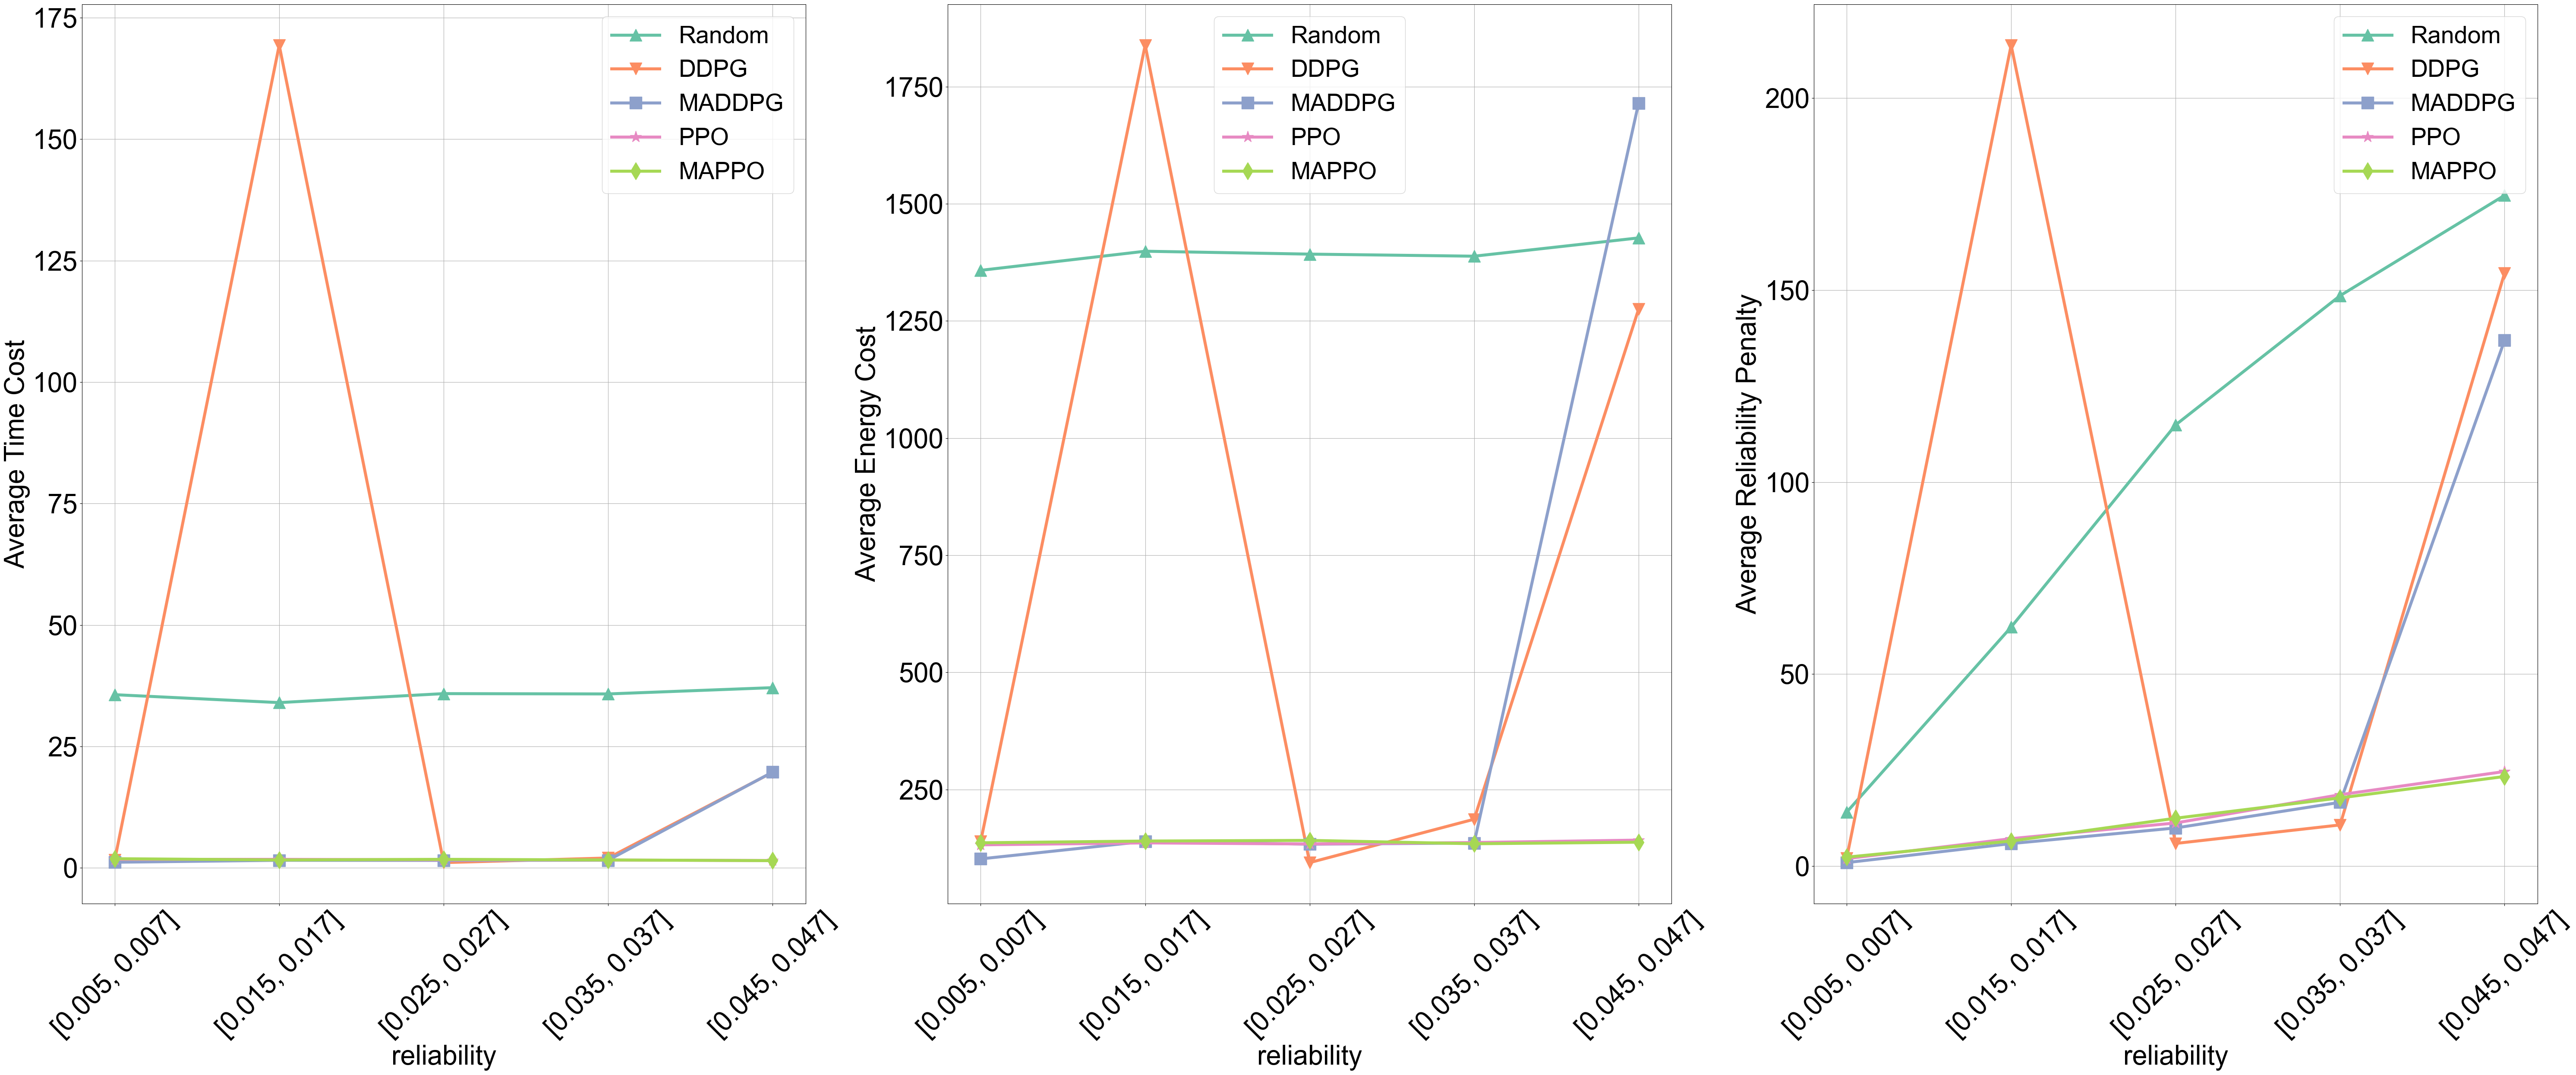 Average Time Cost
175
150
125
100
75
50
25
0
Random
DDPG
MADDPG
PPO
MAPPO
[0.005, 0.007]
[0.015, 0.017]
[0.025, 0.027]
[0.035, 0.037]
[0.045, 0.047]
reliability
Average Energy Cost
1750
1500
1250
1000
750
500
250
Random
DDPG
MADDPG
PPO
MAPPO
[0.005, 0.007]
[0.015, 0.017]
[0.025, 0.027]
[0.035, 0.037]
[0.045, 0.047]
reliability
Average Reliability Penalty
200
150
100
50
0
Random
DDPG
MADDPG
PPO
MAPPO
[0.005, 0.007]
[0.015, 0.017]
[0.025, 0.027]
[0.035, 0.037]
[0.045, 0.047]
reliability